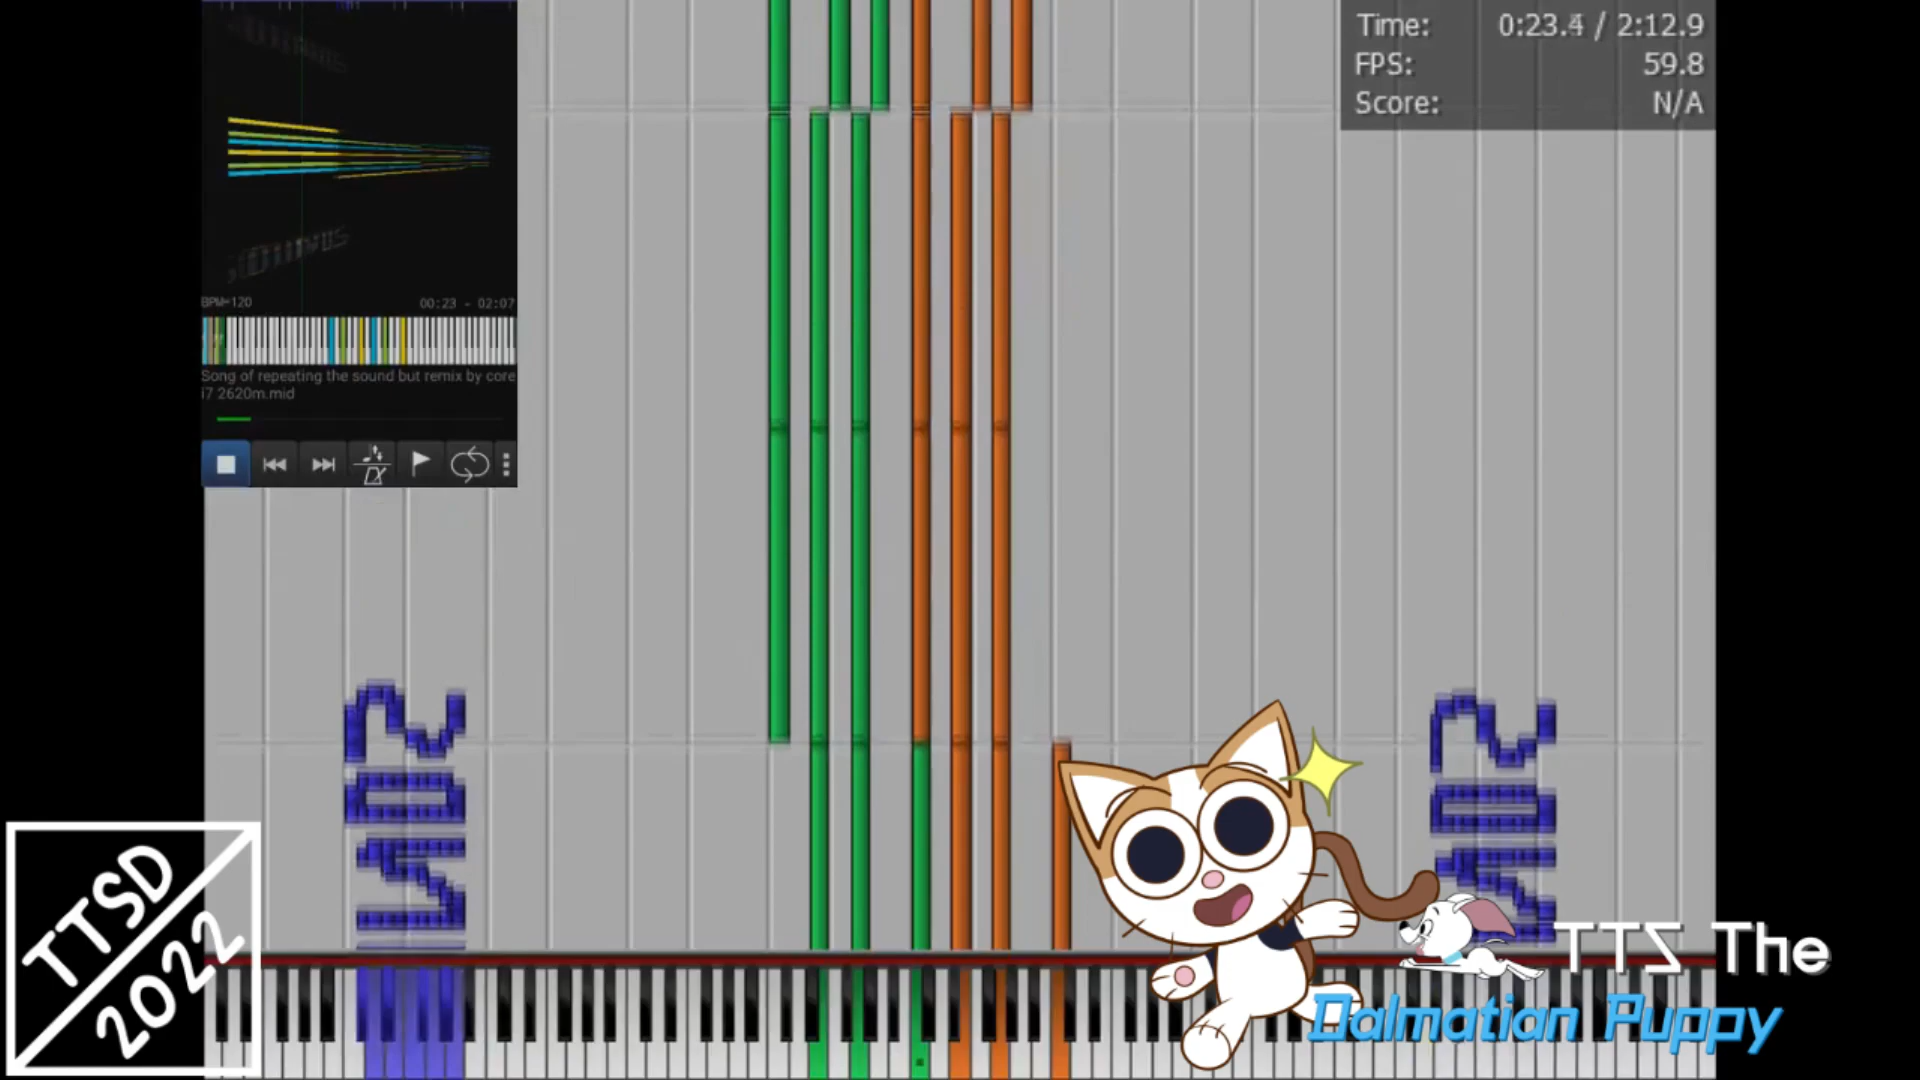 Time: 0:23.4 / 2:12.9
FPS: 59.8
Score: N/A
BPM=120
00:23 - 02:07
Song of repeating the sound but remix by core
i7 2620m.mid
TTSD
2022
TTS The
Dalmatian Puppy